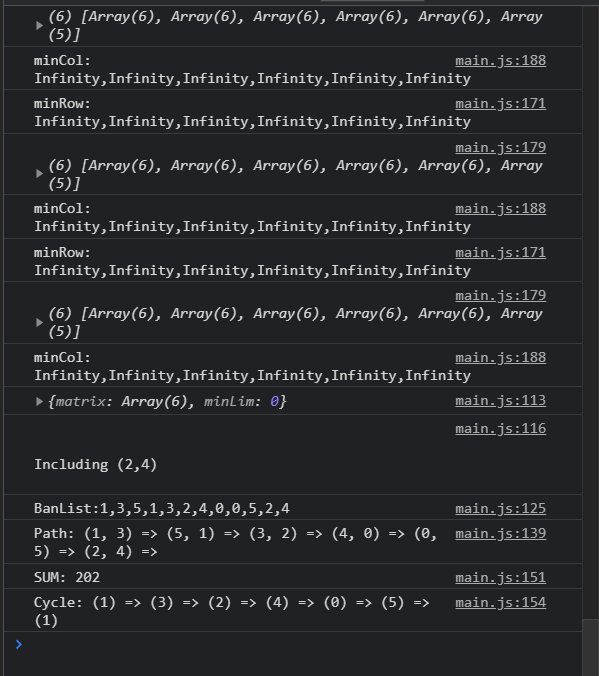 (6) [Array(6), Array(6), Array(6), Array(6), Array(6), Array
(5)]
minCol: main.js:188
Infinity,Infinity,Infinity,Infinity,Infinity,Infinity
minRow: main.js:171
Infinity,Infinity,Infinity,Infinity,Infinity,Infinity
main.js:179
(6) [Array(6), Array(6), Array(6), Array(6), Array(6), Array
(5)]
minCol: main.js:188
Infinity,Infinity,Infinity,Infinity,Infinity,Infinity
minRow: main.js:171
Infinity,Infinity,Infinity,Infinity,Infinity,Infinity
main.js:179
(6) [Array(6), Array(6), Array(6), Array(6), Array(6), Array
(5)]
minCol: main.js:188
Infinity,Infinity,Infinity,Infinity,Infinity,Infinity
{matrix: Array(6), minLim: 0} main.js:113
main.js:116
Including (2,4)
BanList:1,3,5,1,3,2,4,0,0,5,2,4 main.js:125
Path: (1, 3) => (5, 1) => (3, 2) => (4, 0) => (0, main.js:139
5) => (2, 4) =>
SUM: 202 main.js:151
Cycle: (1) => (3) => (2) => (4) => (0) => (5) => main.js:154
(1)